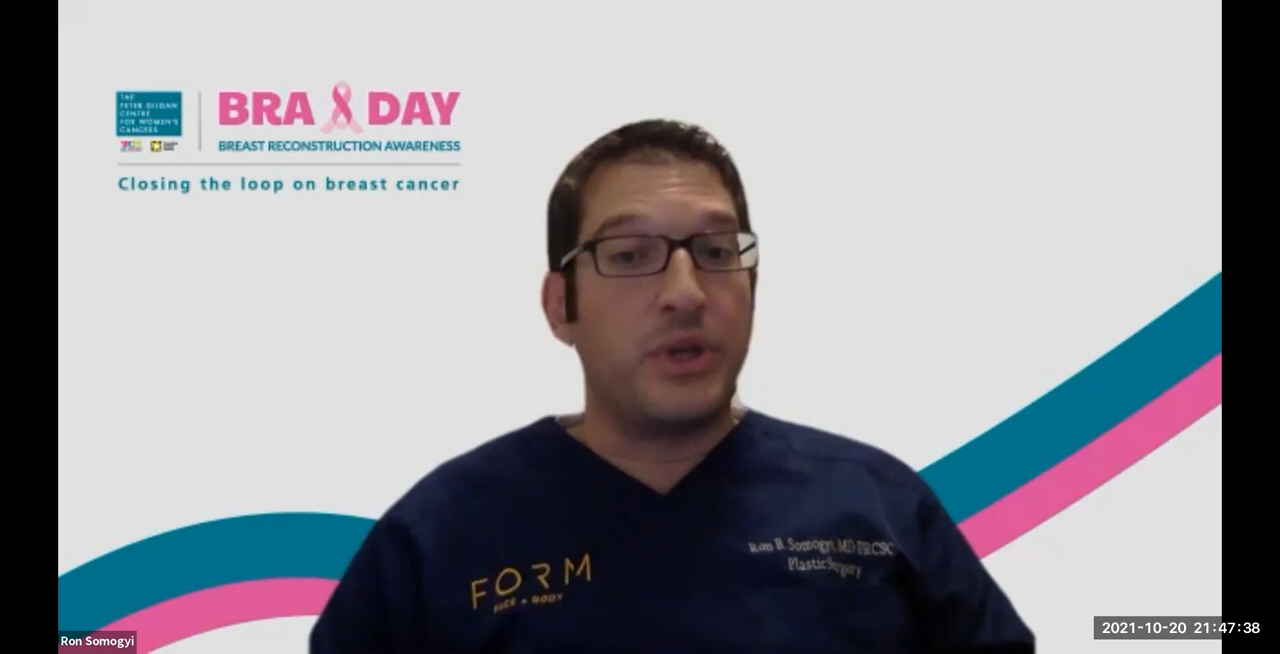 THE
PETER GILGAN
CENTRE
FOR WOMEN'S
CANCERS
BRA DAY
BREAST RECONSTRUCTION AWARENESS
Closing the loop on breast cancer
Ron B. Somogyi, MD FRCSC
Plastic Surgery
FORM
FACE + BODY
Ron Somogyi
2021-10-20 21:47:38